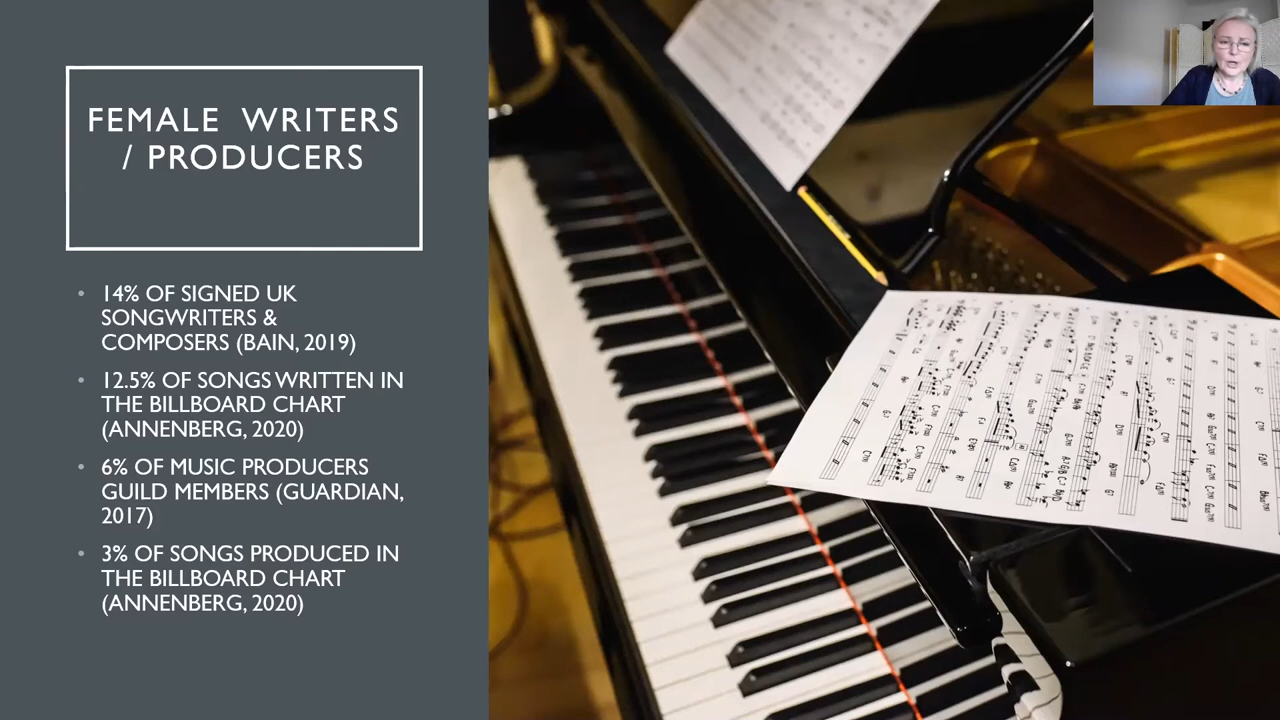 FEMALE WRITERS
/ PRODUCERS
• 14% OF SIGNED UK
SONGWRITERS &
COMPOSERS (BAIN, 2019)
• 12.5% OF SONGS WRITTEN IN
THE BILLBOARD CHART
(ANNENBERG, 2020)
• 6% OF MUSIC PRODUCERS
GUILD MEMBERS (GUARDIAN,
2017)
• 3% OF SONGS PRODUCED IN
THE BILLBOARD CHART
(ANNENBERG, 2020)